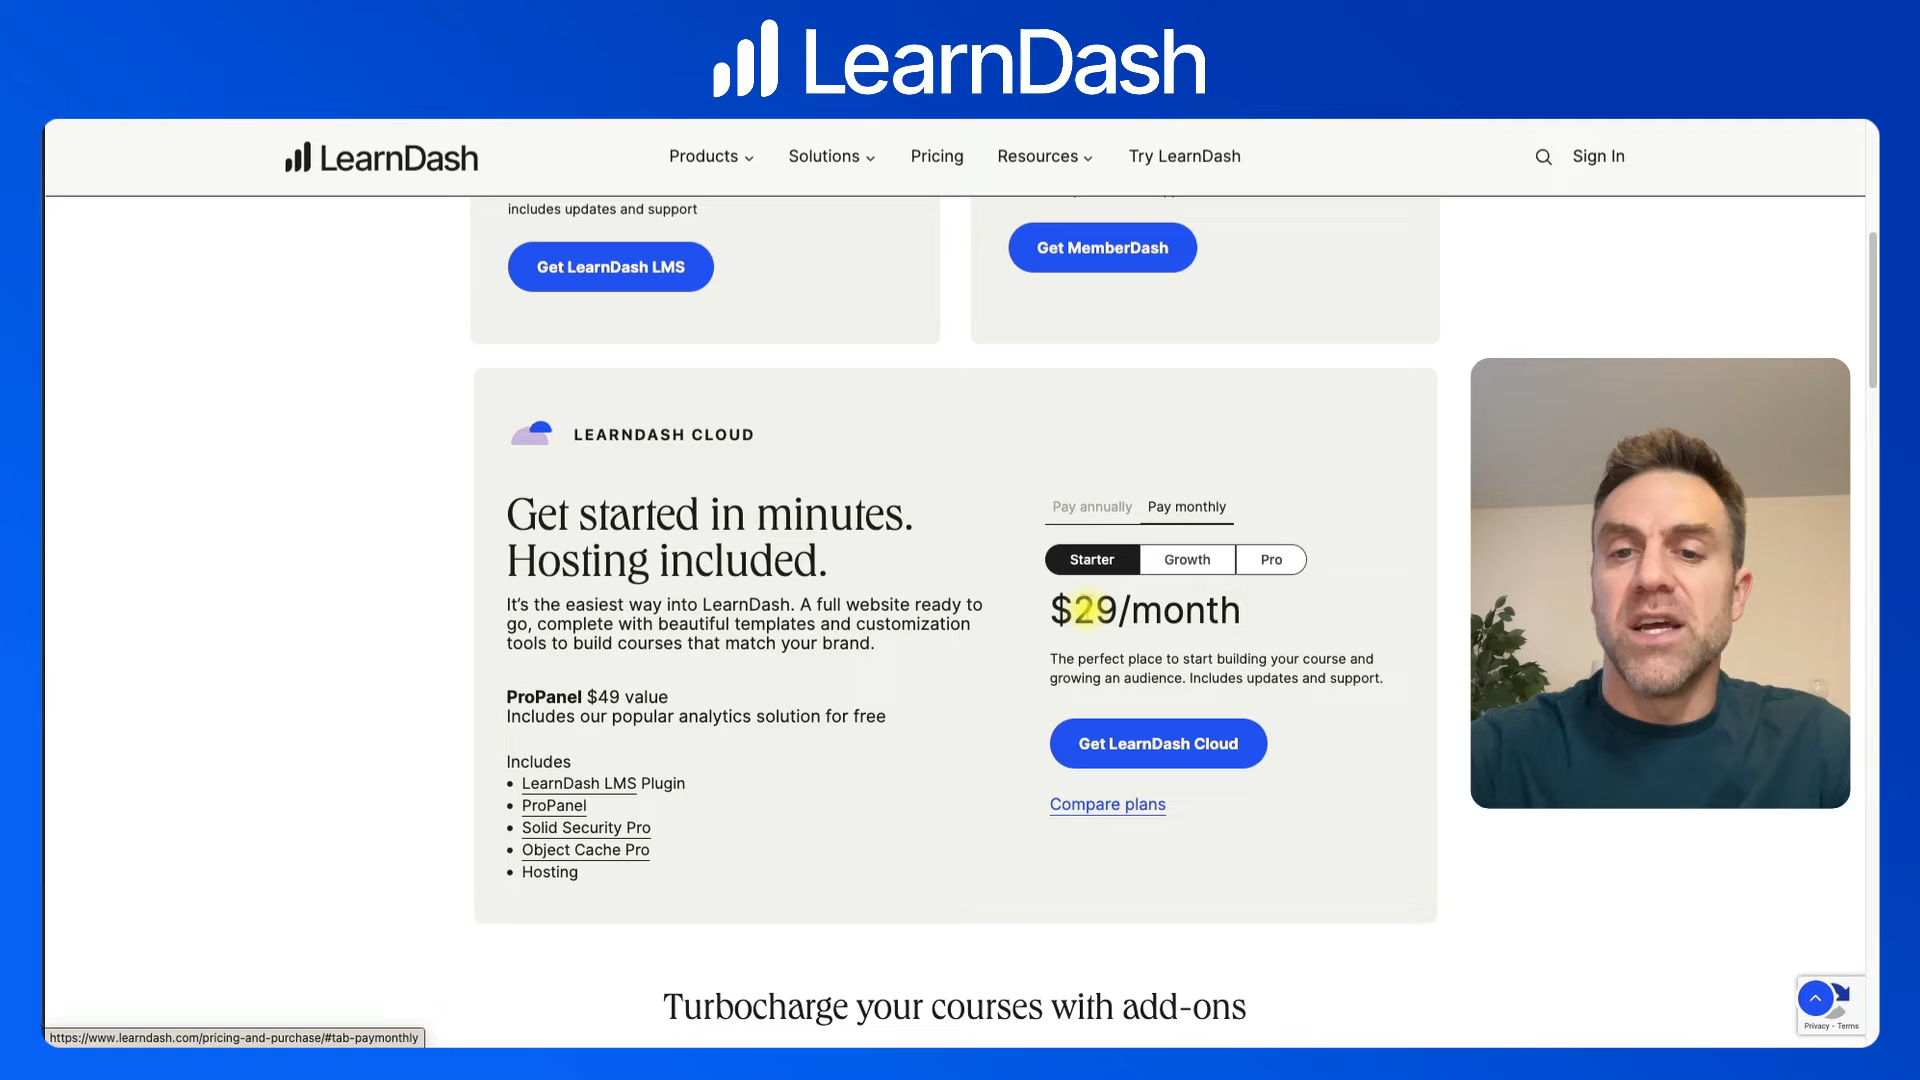 LearnDash
LearnDash
Products
Solutions
Pricing
Resources
Try LearnDash
Sign In
includes updates and support
Get LearnDash LMS
Get MemberDash
LEARNDASH CLOUD
Get started in minutes.
Hosting included.
It's the easiest way into LearnDash. A full website ready to
go, complete with beautiful templates and customization
tools to build courses that match your brand.
ProPanel $49 value
Includes our popular analytics solution for free
Includes
• LearnDash LMS Plugin
• ProPanel
• Solid Security Pro
• Object Cache Pro
• Hosting
Pay annually Pay monthly
Starter Growth Pro
$29/month
The perfect place to start building your course and
growing an audience. Includes updates and support.
Get LearnDash Cloud
Compare plans
Turbocharge your courses with add-ons
https://www.learndash.com/pricing-and-purchase/#tab-paymonthly
Privacy - Terms